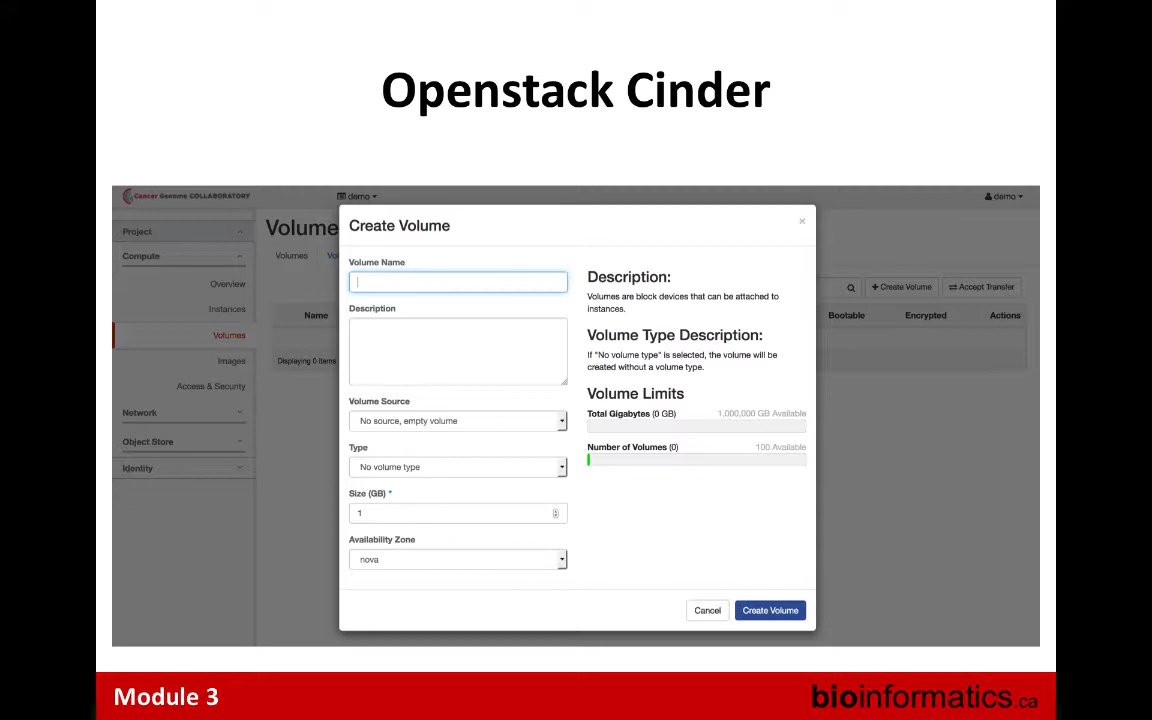 Openstack Cinder
Cancer Genome COLLABORATORY
demo
demo
Project
Compute
Overview
Instances
Volumes
Images
Access & Security
Network
Object Store
Identity
Volume
Volumes
Create Volume
Accept Transfer
Name
Bootable
Encrypted
Actions
Displaying 0 items
Create Volume
×
Volume Name
Description
Volume Source
No source, empty volume
Type
No volume type
Size (GB) *
1
Availability Zone
nova
Description:
Volumes are block devices that can be attached to
instances.
Volume Type Description:
If "No volume type" is selected, the volume will be
created without a volume type.
Volume Limits
Total Gigabytes (0 GB) 1,000,000 GB Available
Number of Volumes (0) 100 Available
Cancel
Create Volume
Module 3
bioinformatics.ca